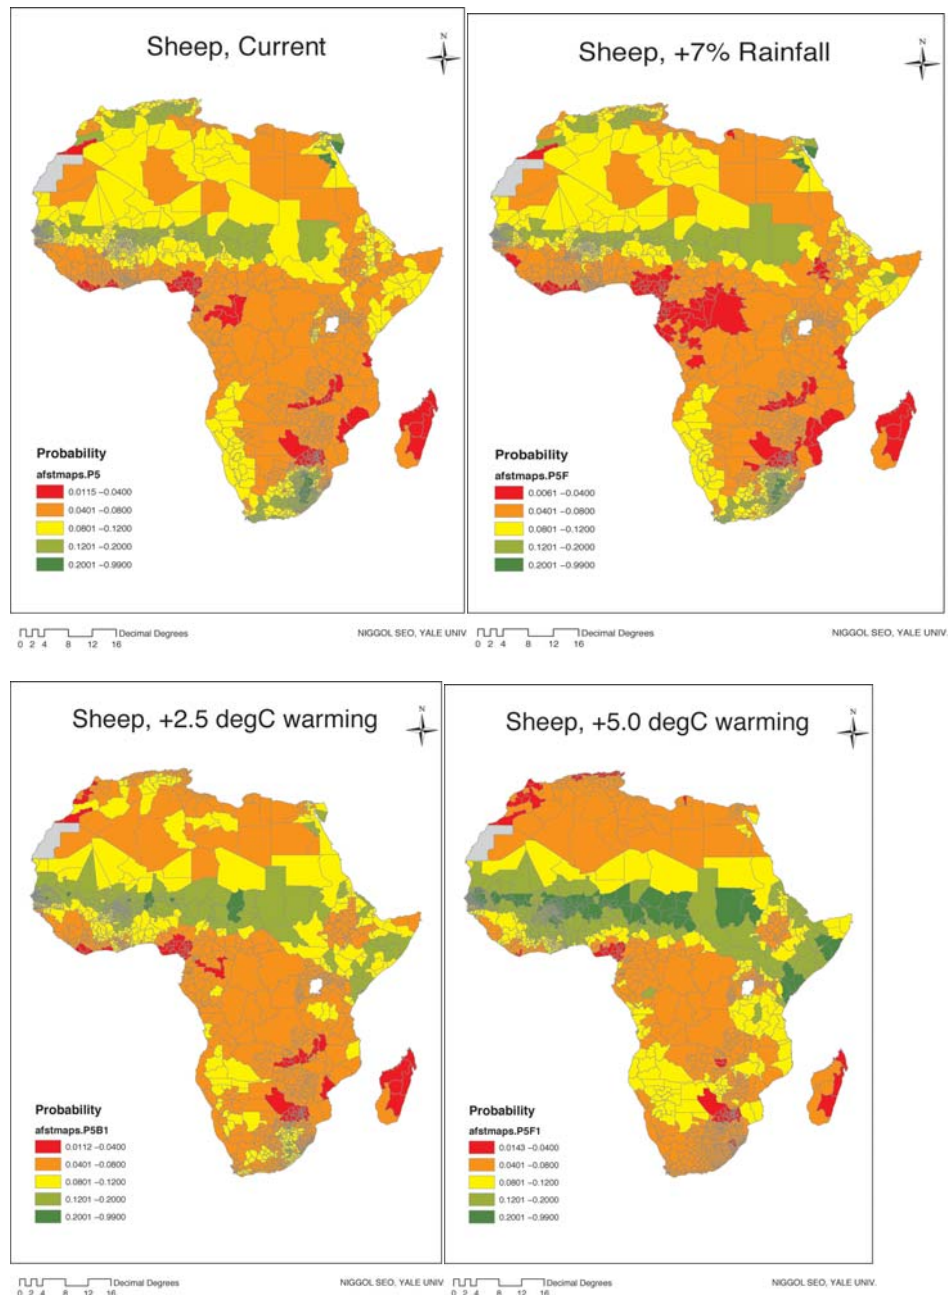 Sheep, Current
N
Probability
afstmaps.P5
0.0115 –0.0400
0.0401 –0.0800
0.0801 –0.1200
0.1201 –0.2000
0.2001 –0.9900
Decimal Degrees
0 2 4 8 12 16
NIGGOL SEO, YALE UNIV
Sheep, +7% Rainfall
N
Probability
afstmaps.P5F
0.0061 –0.0400
0.0401 –0.0800
0.0801 –0.1200
0.1201 –0.2000
0.2001 –0.9900
Decimal Degrees
0 2 4 8 12 16
NIGGOL SEO, YALE UNIV.
Sheep, +2.5 degC warming
N
Probability
afstmaps.P5B1
0.0112 –0.0400
0.0401 –0.0800
0.0801 –0.1200
0.1201 –0.2000
0.2001 –0.9900
Decimal Degrees
0 2 4 8 12 16
NIGGOL SEO, YALE UNIV
Sheep, +5.0 degC warming
N
Probability
afstmaps.P5F1
0.0143 –0.0400
0.0401 –0.0800
0.0801 –0.1200
0.1201 –0.2000
0.2001 –0.9900
Decimal Degrees
0 2 4 8 12 16
NIGGOL SEO, YALE UNIV.